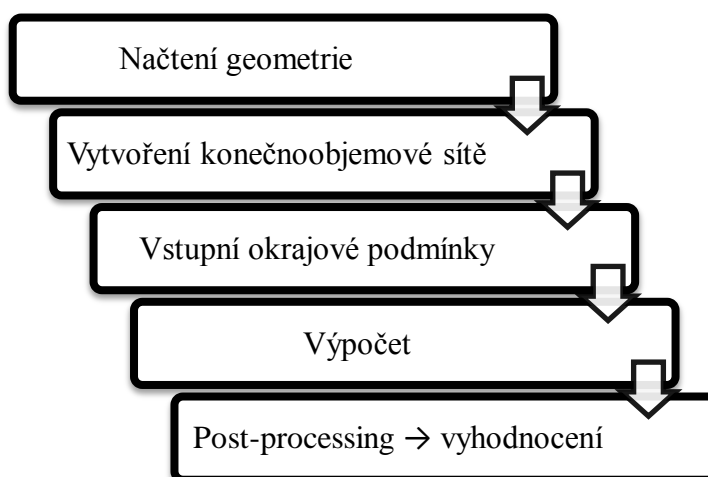 Načtení geometrie
Vytvoření konečnoobjemové sítě
Vstupní okrajové podmínky
Výpočet
Post-processing → vyhodnocení